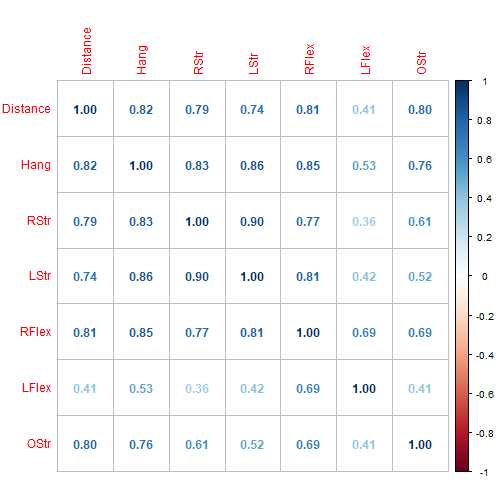 Distance Hang RStr LStr RFlex LFlex OStr
Distance 1.00 0.82 0.79 0.74 0.81 0.41 0.80
Hang 0.82 1.00 0.83 0.86 0.85 0.53 0.76
RStr 0.79 0.83 1.00 0.90 0.77 0.36 0.61
LStr 0.74 0.86 0.90 1.00 0.81 0.42 0.52
RFlex 0.81 0.85 0.77 0.81 1.00 0.69 0.69
LFlex 0.41 0.53 0.36 0.42 0.69 1.00 0.41
OStr 0.80 0.76 0.61 0.52 0.69 0.41 1.00
1
0.8
0.6
0.4
0.2
0
-0.2
-0.4
-0.6
-0.8
-1